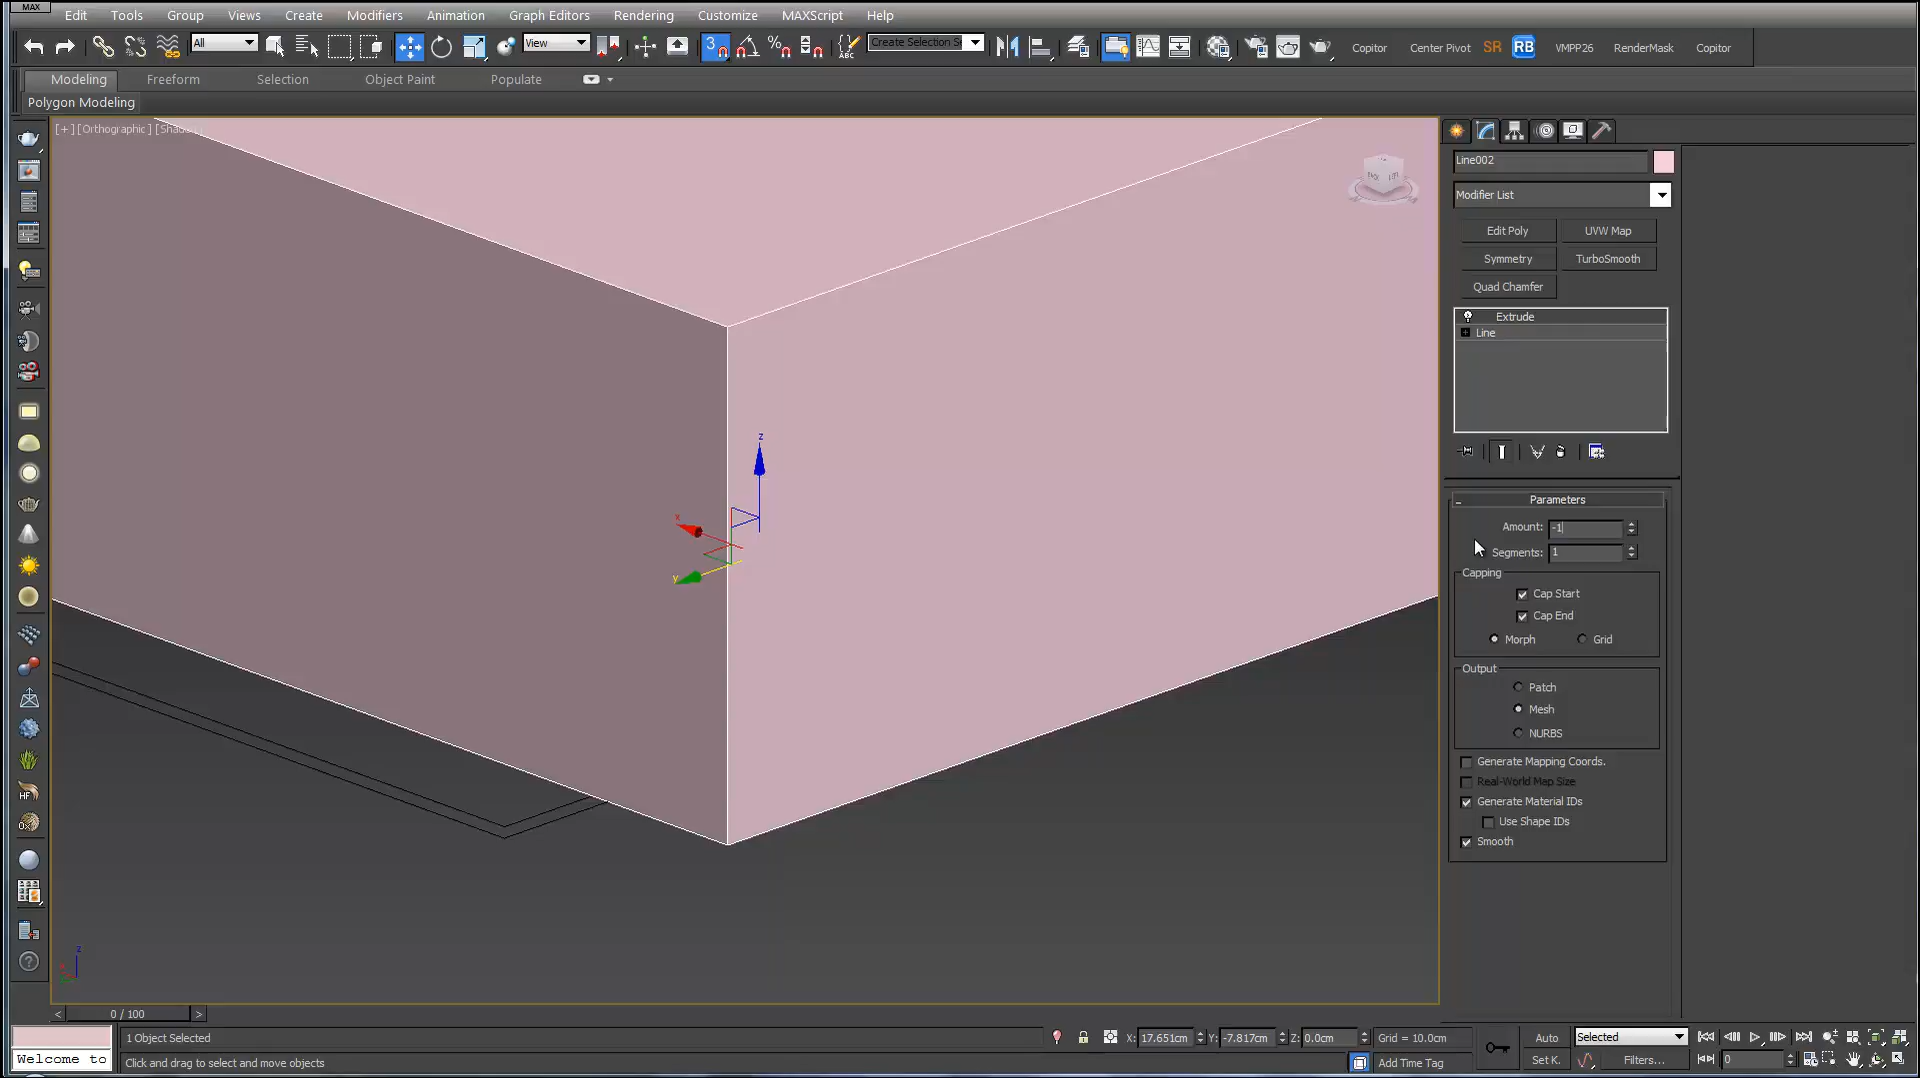 MAX
Edit Tools Group Views Create Modifiers Animation Graph Editors Rendering Customize MAXScript Help
All View 3 % ABC Create Selection Se Copitor Center Pivot SR RB VMPP26 RenderMask Copitor
Modeling Freeform Selection Object Paint Populate
Polygon Modeling
[+][Orthographic][Shad
Line002
Modifier List
Edit Poly UVW Map
Symmetry TurboSmooth
Quad Chamfer
Extrude
Line
z
x
y
Parameters
Amount: -1
Segments: 1
Capping
Cap Start
Cap End
Morph Grid
Output
Patch
Mesh
NURBS
Generate Mapping Coords.
Real-World Map Size
Generate Material IDs
Use Shape IDs
Smooth
HF
z
< 0 / 100 >
1 Object Selected X: 17.651cm Y: -7.817cm Z: 0.0cm Grid = 10.0cm Auto Selected
Welcome to Click and drag to select and move objects Add Time Tag Set K. Filters... 0